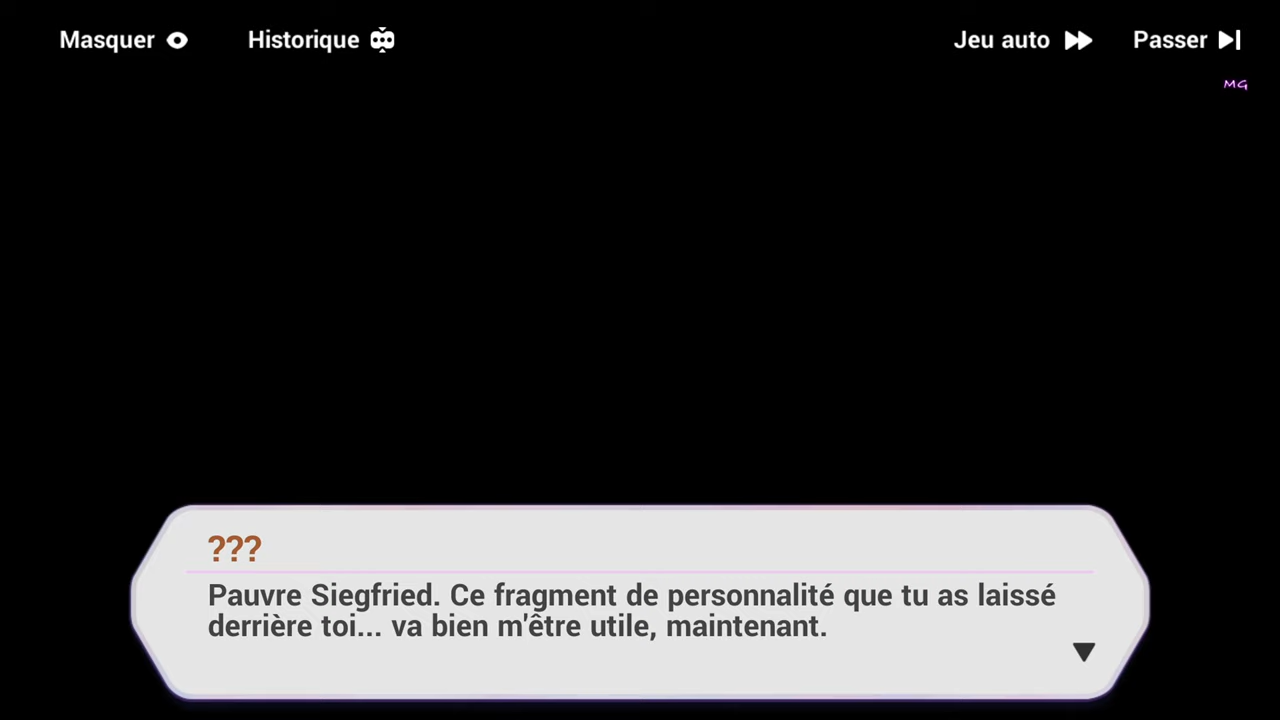 Masquer Historique Jeu auto Passer
MG
???
Pauvre Siegfried. Ce fragment de personnalité que tu as laissé
derrière toi... va bien m'être utile, maintenant.